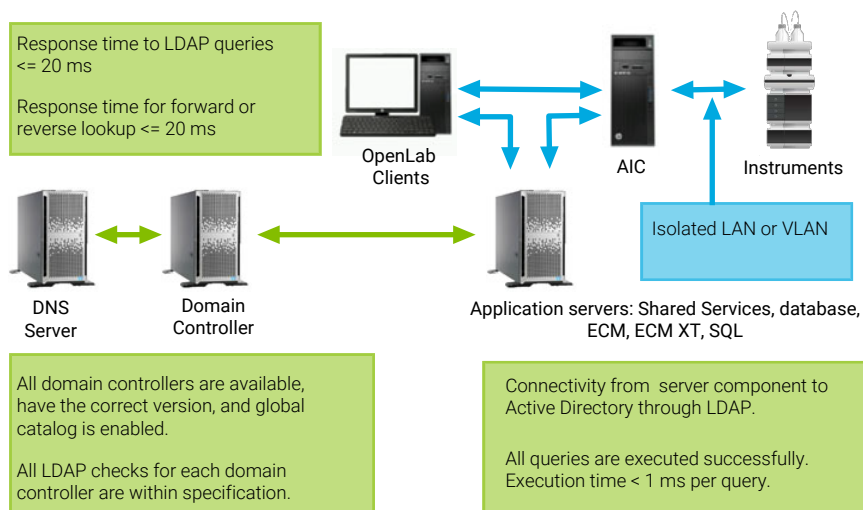 Response time to LDAP queries
<= 20 ms
Response time for forward or
reverse lookup <= 20 ms
OpenLab
Clients
AIC
Instruments
Isolated LAN or VLAN
DNS
Server
Domain
Controller
Application servers: Shared Services, database,
ECM, ECM XT, SQL
All domain controllers are available,
have the correct version, and global
catalog is enabled.
All LDAP checks for each domain
controller are within specification.
Connectivity from server component to
Active Directory through LDAP.
All queries are executed successfully.
Execution time < 1 ms per query.